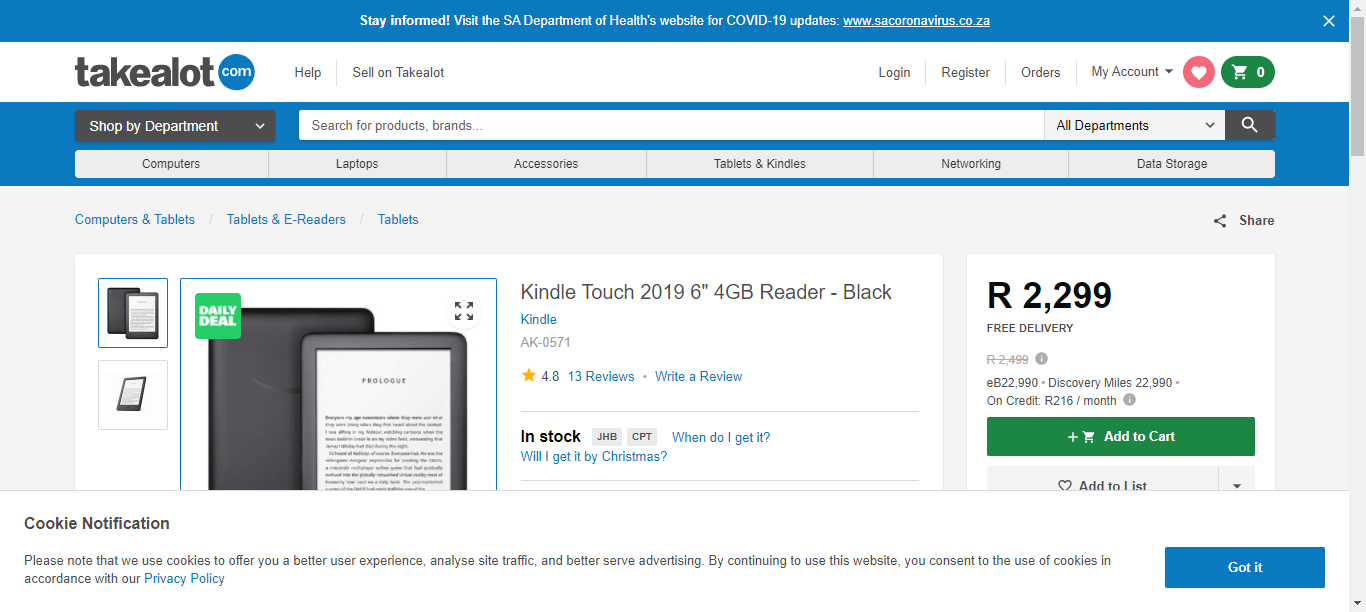 Stay informed! Visit the SA Department of Health's website for COVID-19 updates: www.sacoronavirus.co.za
takealot com
Help
Sell on Takealot
Login
Register
Orders
My Account
0
Shop by Department
Search for products, brands...
All Departments
Computers
Laptops
Accessories
Tablets & Kindles
Networking
Data Storage
Computers & Tablets / Tablets & E-Readers / Tablets
Share
DAILY
DEAL
PROLOGUE
Kindle Touch 2019 6" 4GB Reader - Black
Kindle
AK-0571
4.8 13 Reviews • Write a Review
In stock JHB CPT When do I get it?
Will I get it by Christmas?
R 2,299
FREE DELIVERY
R 2,499
eB22,990 • Discovery Miles 22,990 •
On Credit: R216 / month
+ Add to Cart
Add to List
Cookie Notification
Please note that we use cookies to offer you a better user experience, analyse site traffic, and better serve advertising. By continuing to use this website, you consent to the use of cookies in
accordance with our Privacy Policy
Got it